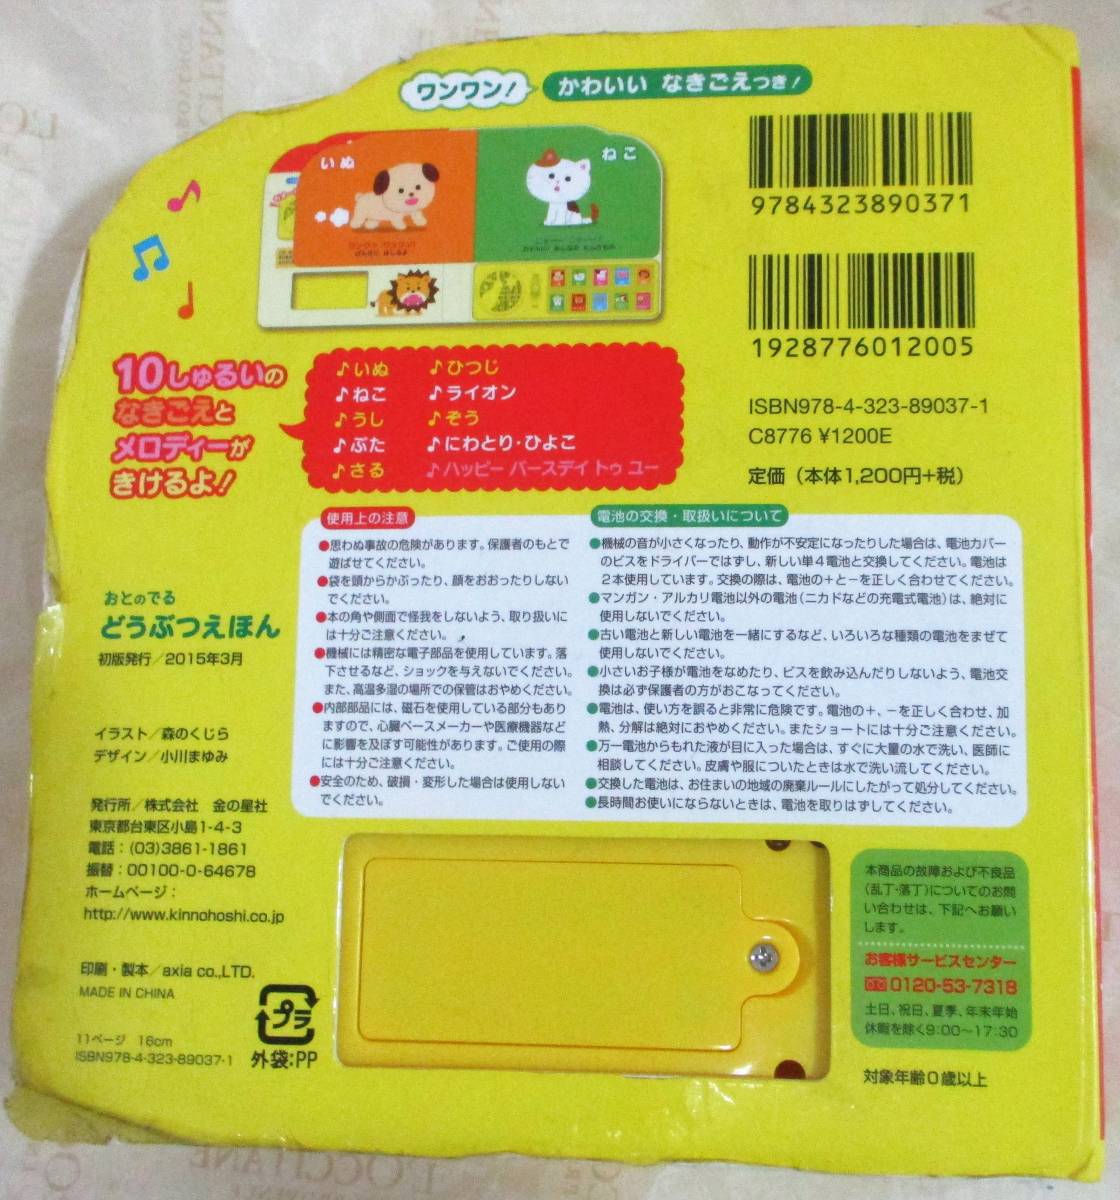 ワンワン!
かわいい なきごえつき!
いぬ
ねこ
9784323890371
1928776012005
ISBN978-4-323-89037-1
C8776 ¥1200E
定価(本体1,200円+税)
10しゅるいの
なきごえと
メロディーが
きけるよ!
♪いぬ ♪ひつじ
♪ねこ ♪ライオン
♪うし ♪ぞう
♪ぶた ♪にわとり・ひよこ
♪さる ♪ハッピー バースデイ トゥ ユー
使用上の注意
●思わぬ事故の危険があります。保護者のもとで
遊ばせてください。
●袋を頭からかぶったり、顔をおおったりしない
でください。
●本の角や側面で怪我をしないよう、取り扱いに
は十分ご注意ください。
●機械には精密な電子部品を使用しています。落
下させるなど、ショックを与えないでください。
また、高温多湿の場所での保管はおやめください。
●内部部品には、磁石を使用している部分もあり
ますので、心臓ペースメーカーや医療機器など
に影響を及ぼす可能性があります。ご使用の際
には十分ご注意ください。
●安全のため、破損・変形した場合は使用しない
でください。
電池の交換・取扱いについて
●機械の音が小さくなったり、動作が不安定になったりした場合は、電池カバー
のビスをドライバーではずし、新しい単4電池と交換してください。電池は
2本使用しています。交換の際は、電池の+と-を正しく合わせてください。
●マンガン・アルカリ電池以外の電池(ニカドなどの充電式電池)は、絶対に
使用しないでください。
●古い電池と新しい電池を一緒にするなど、いろいろな種類の電池をまぜて
使用しないでください。
●小さいお子様が電池をなめたり、ビスを飲み込んだりしないよう、電池交
換は必ず保護者の方がおこなってください。
●電池は、使い方を誤ると非常に危険です。電池の+、-を正しく合わせ、加
熱、分解は絶対におやめください。またショートには十分ご注意ください。
●万一電池からもれた液が目に入った場合は、すぐに大量の水で洗い、医師に
相談してください。皮膚や服についたときは水で洗い流してください。
●交換した電池は、お住まいの地域の廃棄ルールにしたがって処分してください。
●長時間お使いにならないときは、電池を取りはずしてください。
おとのでる
どうぶつえほん
初版発行/2015年3月
イラスト/森のくじら
デザイン/小川まゆみ
発行所/株式会社 金の星社
東京都台東区小島1-4-3
電話:(03)3861-1861
振替:00100-0-64678
ホームページ:
http://www.kinnohoshi.co.jp
印刷・製本/axia co.,LTD.
MADE IN CHINA
11ページ 16cm
ISBN978-4-323-89037-1
プラ
外袋:PP
本商品の故障および不良品
(乱丁・落丁)についてのお問
い合わせは、下記へお願い
します。
お客様サービスセンター
0120-53-7318
土日、祝日、夏季、年末年始
休暇を除く9:00〜17:30
対象年齢0歳以上